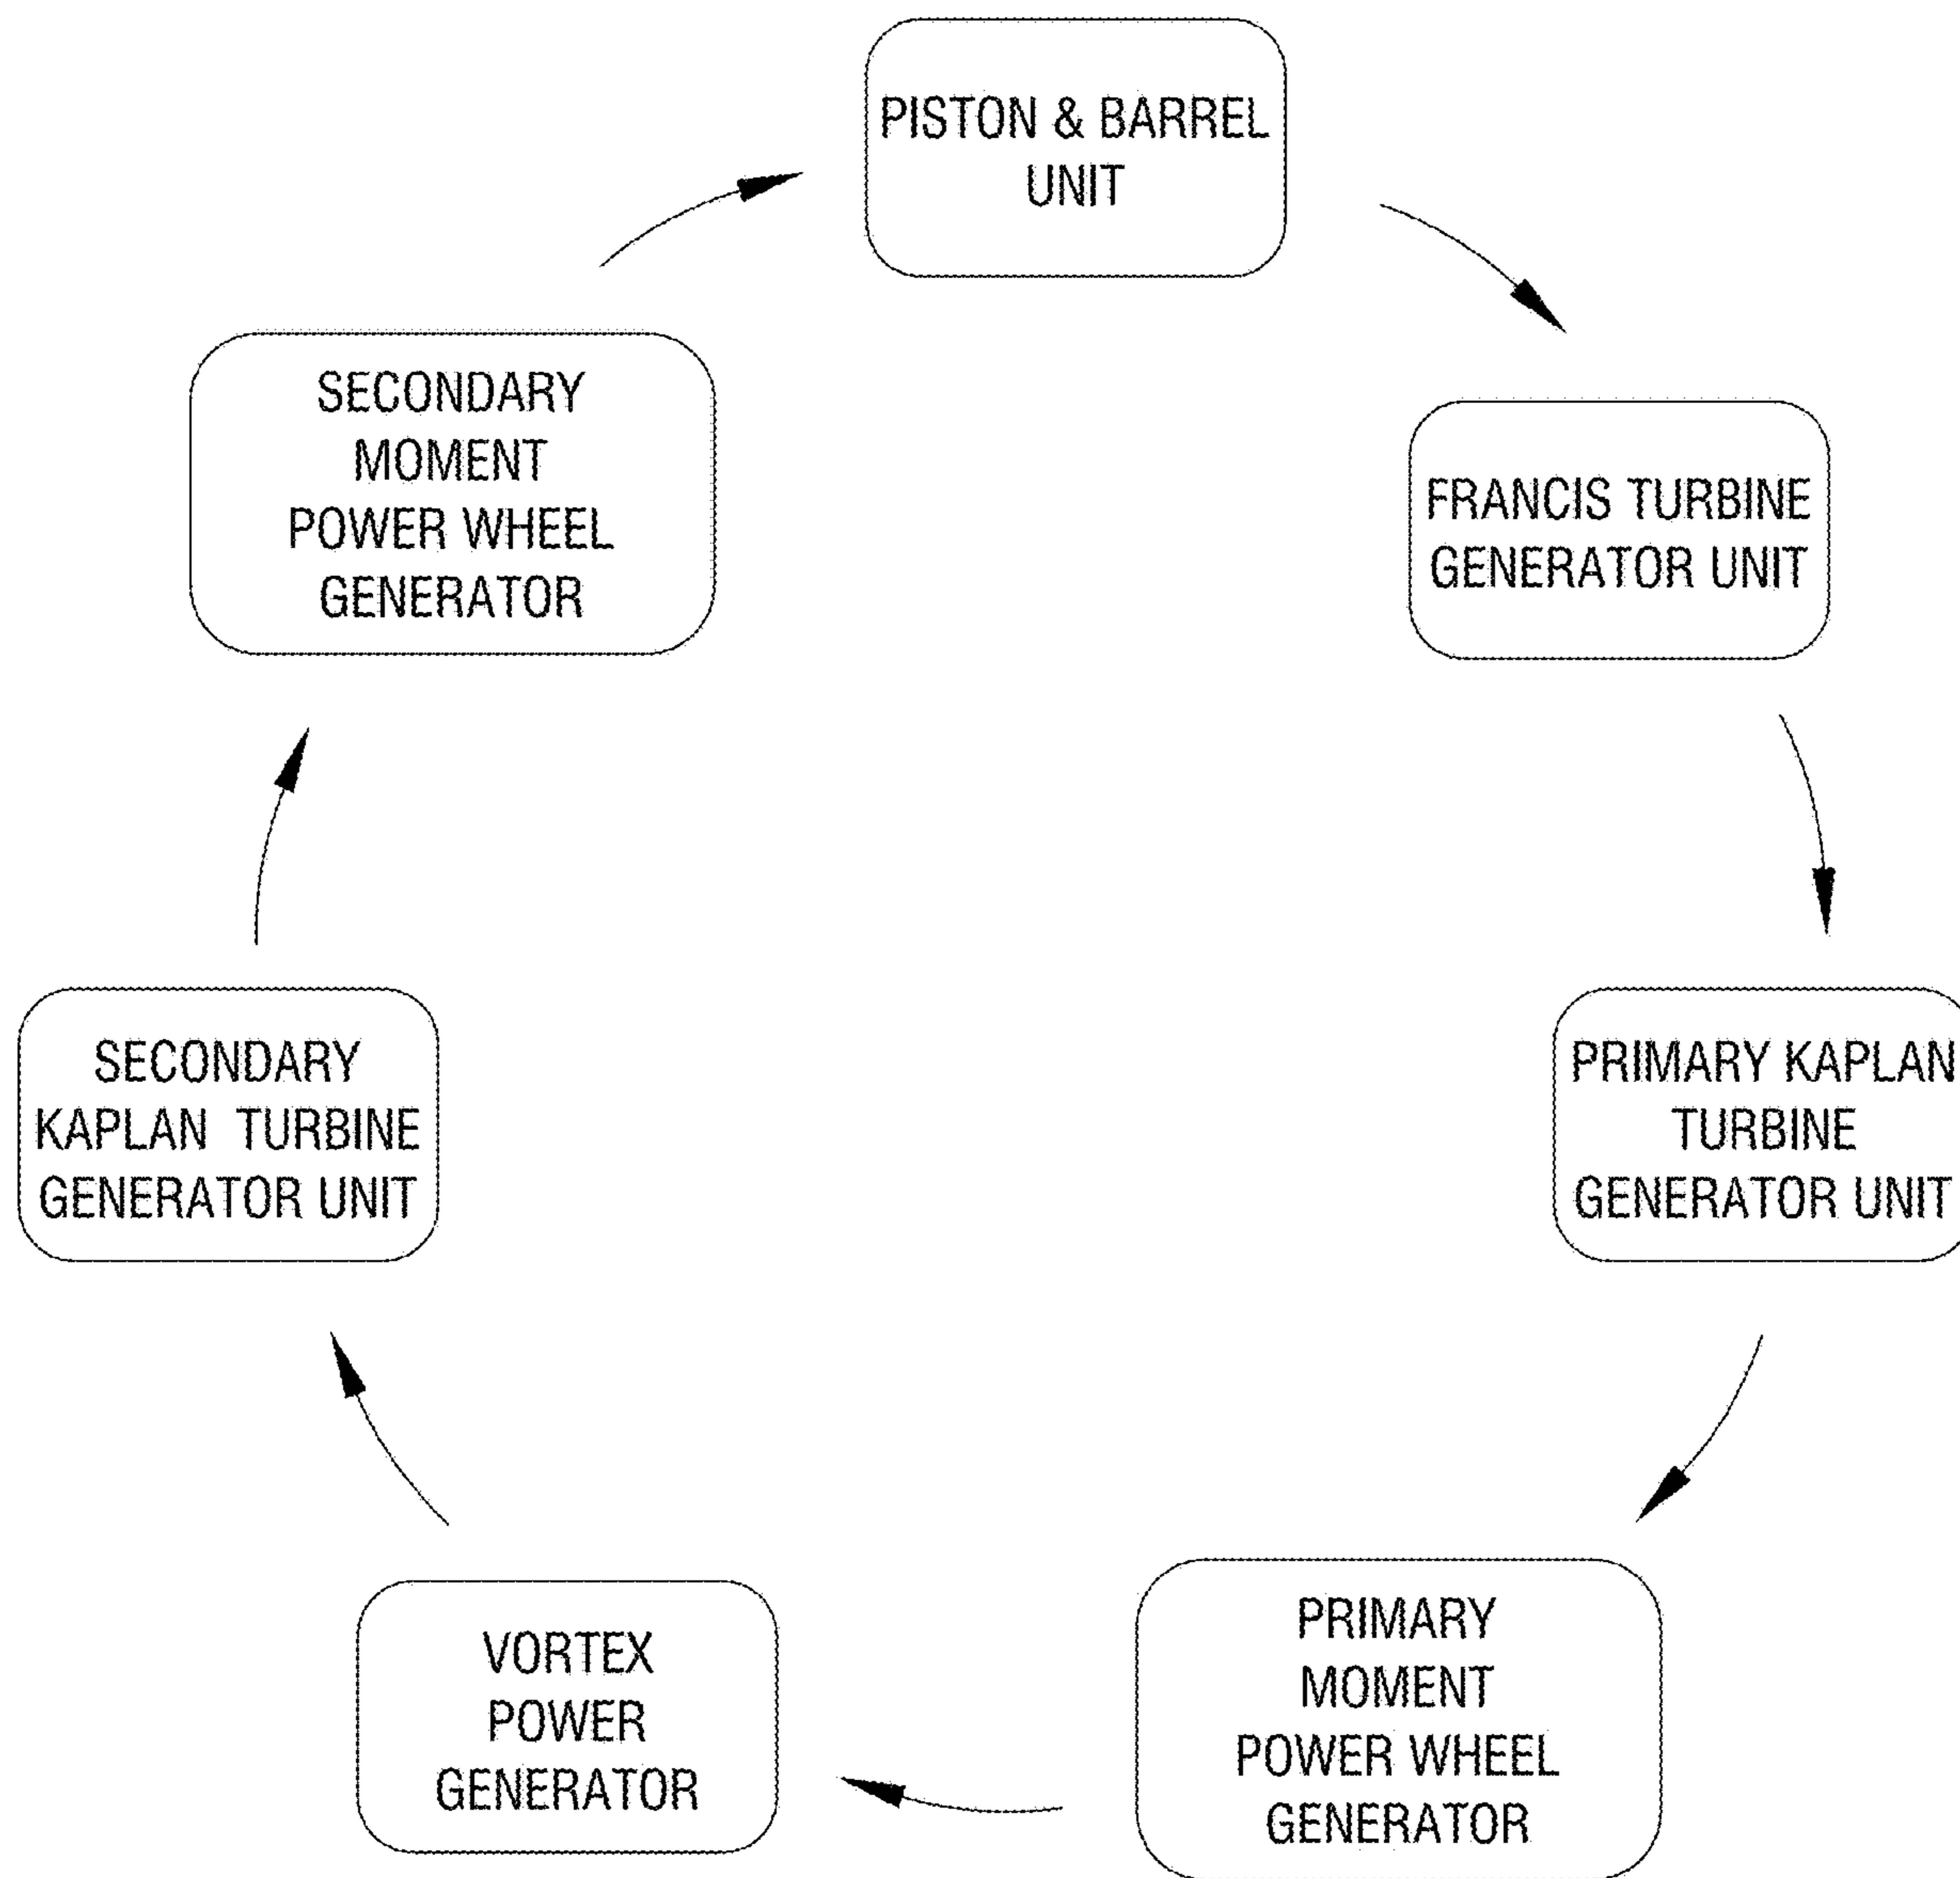 PISTON & BARREL
UNIT
FRANCIS TURBINE
GENERATOR UNIT
PRIMARY KAPLAN
TURBINE
GENERATOR UNIT
PRIMARY
MOMENT
POWER WHEEL
GENERATOR
VORTEX
POWER
GENERATOR
SECONDARY
KAPLAN TURBINE
GENERATOR UNIT
SECONDARY
MOMENT
POWER WHEEL
GENERATOR